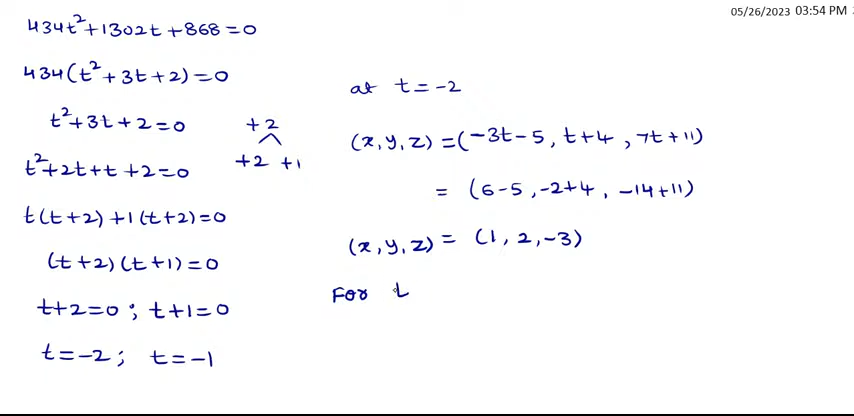 05/26/2023 03:54 PM
434t²+1302t+868=0
434(t²+3t+2)=0
t²+3t+2=0
+2
+2 +1
t²+2t+t+2=0
t(t+2)+1(t+2)=0
(t+2)(t+1)=0
t+2=0; t+1=0
t=-2; t=-1
at t=-2
(x,y,z)=(-3t-5, t+4, 7t+11)
= (6-5, -2+4, -14+11)
(x,y,z)= (1, 2, -3)
For t